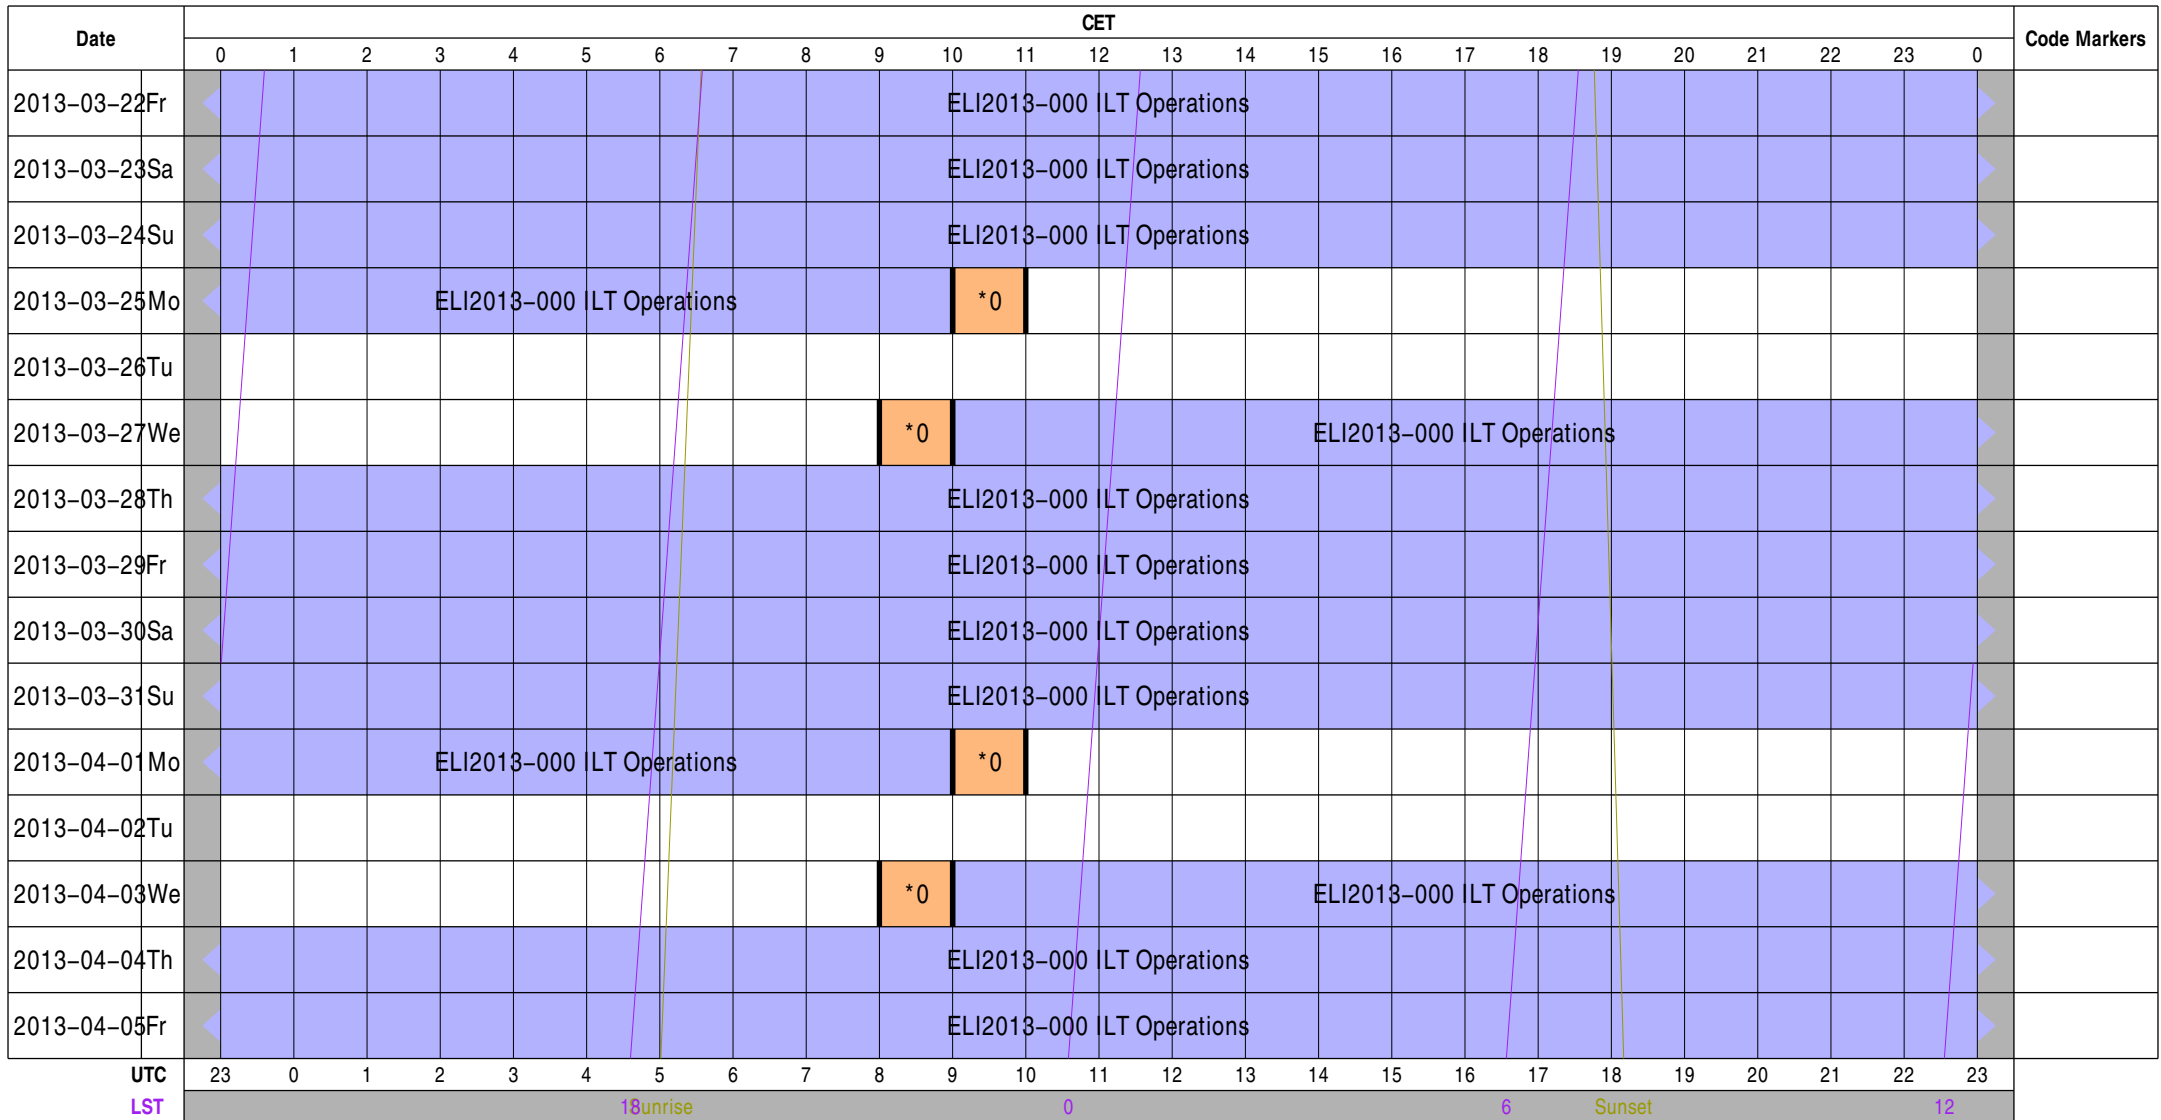 Date CET Code Markers
0 1 2 3 4 5 6 7 8 9 10 11 12 13 14 15 16 17 18 19 20 21 22 23 0
2013-03-22Fr ELI2013-000 ILT Operations
2013-03-23Sa ELI2013-000 ILT Operations
2013-03-24Su ELI2013-000 ILT Operations
2013-03-25Mo ELI2013-000 ILT Operations *0
2013-03-26Tu
2013-03-27We *0 ELI2013-000 ILT Operations
2013-03-28Th ELI2013-000 ILT Operations
2013-03-29Fr ELI2013-000 ILT Operations
2013-03-30Sa ELI2013-000 ILT Operations
2013-03-31Su ELI2013-000 ILT Operations
2013-04-01Mo ELI2013-000 ILT Operations *0
2013-04-02Tu
2013-04-03We *0 ELI2013-000 ILT Operations
2013-04-04Th ELI2013-000 ILT Operations
2013-04-05Fr ELI2013-000 ILT Operations
UTC 23 0 1 2 3 4 5 6 7 8 9 10 11 12 13 14 15 16 17 18 19 20 21 22 23
LST 18 Sunrise 0 6 Sunset 12